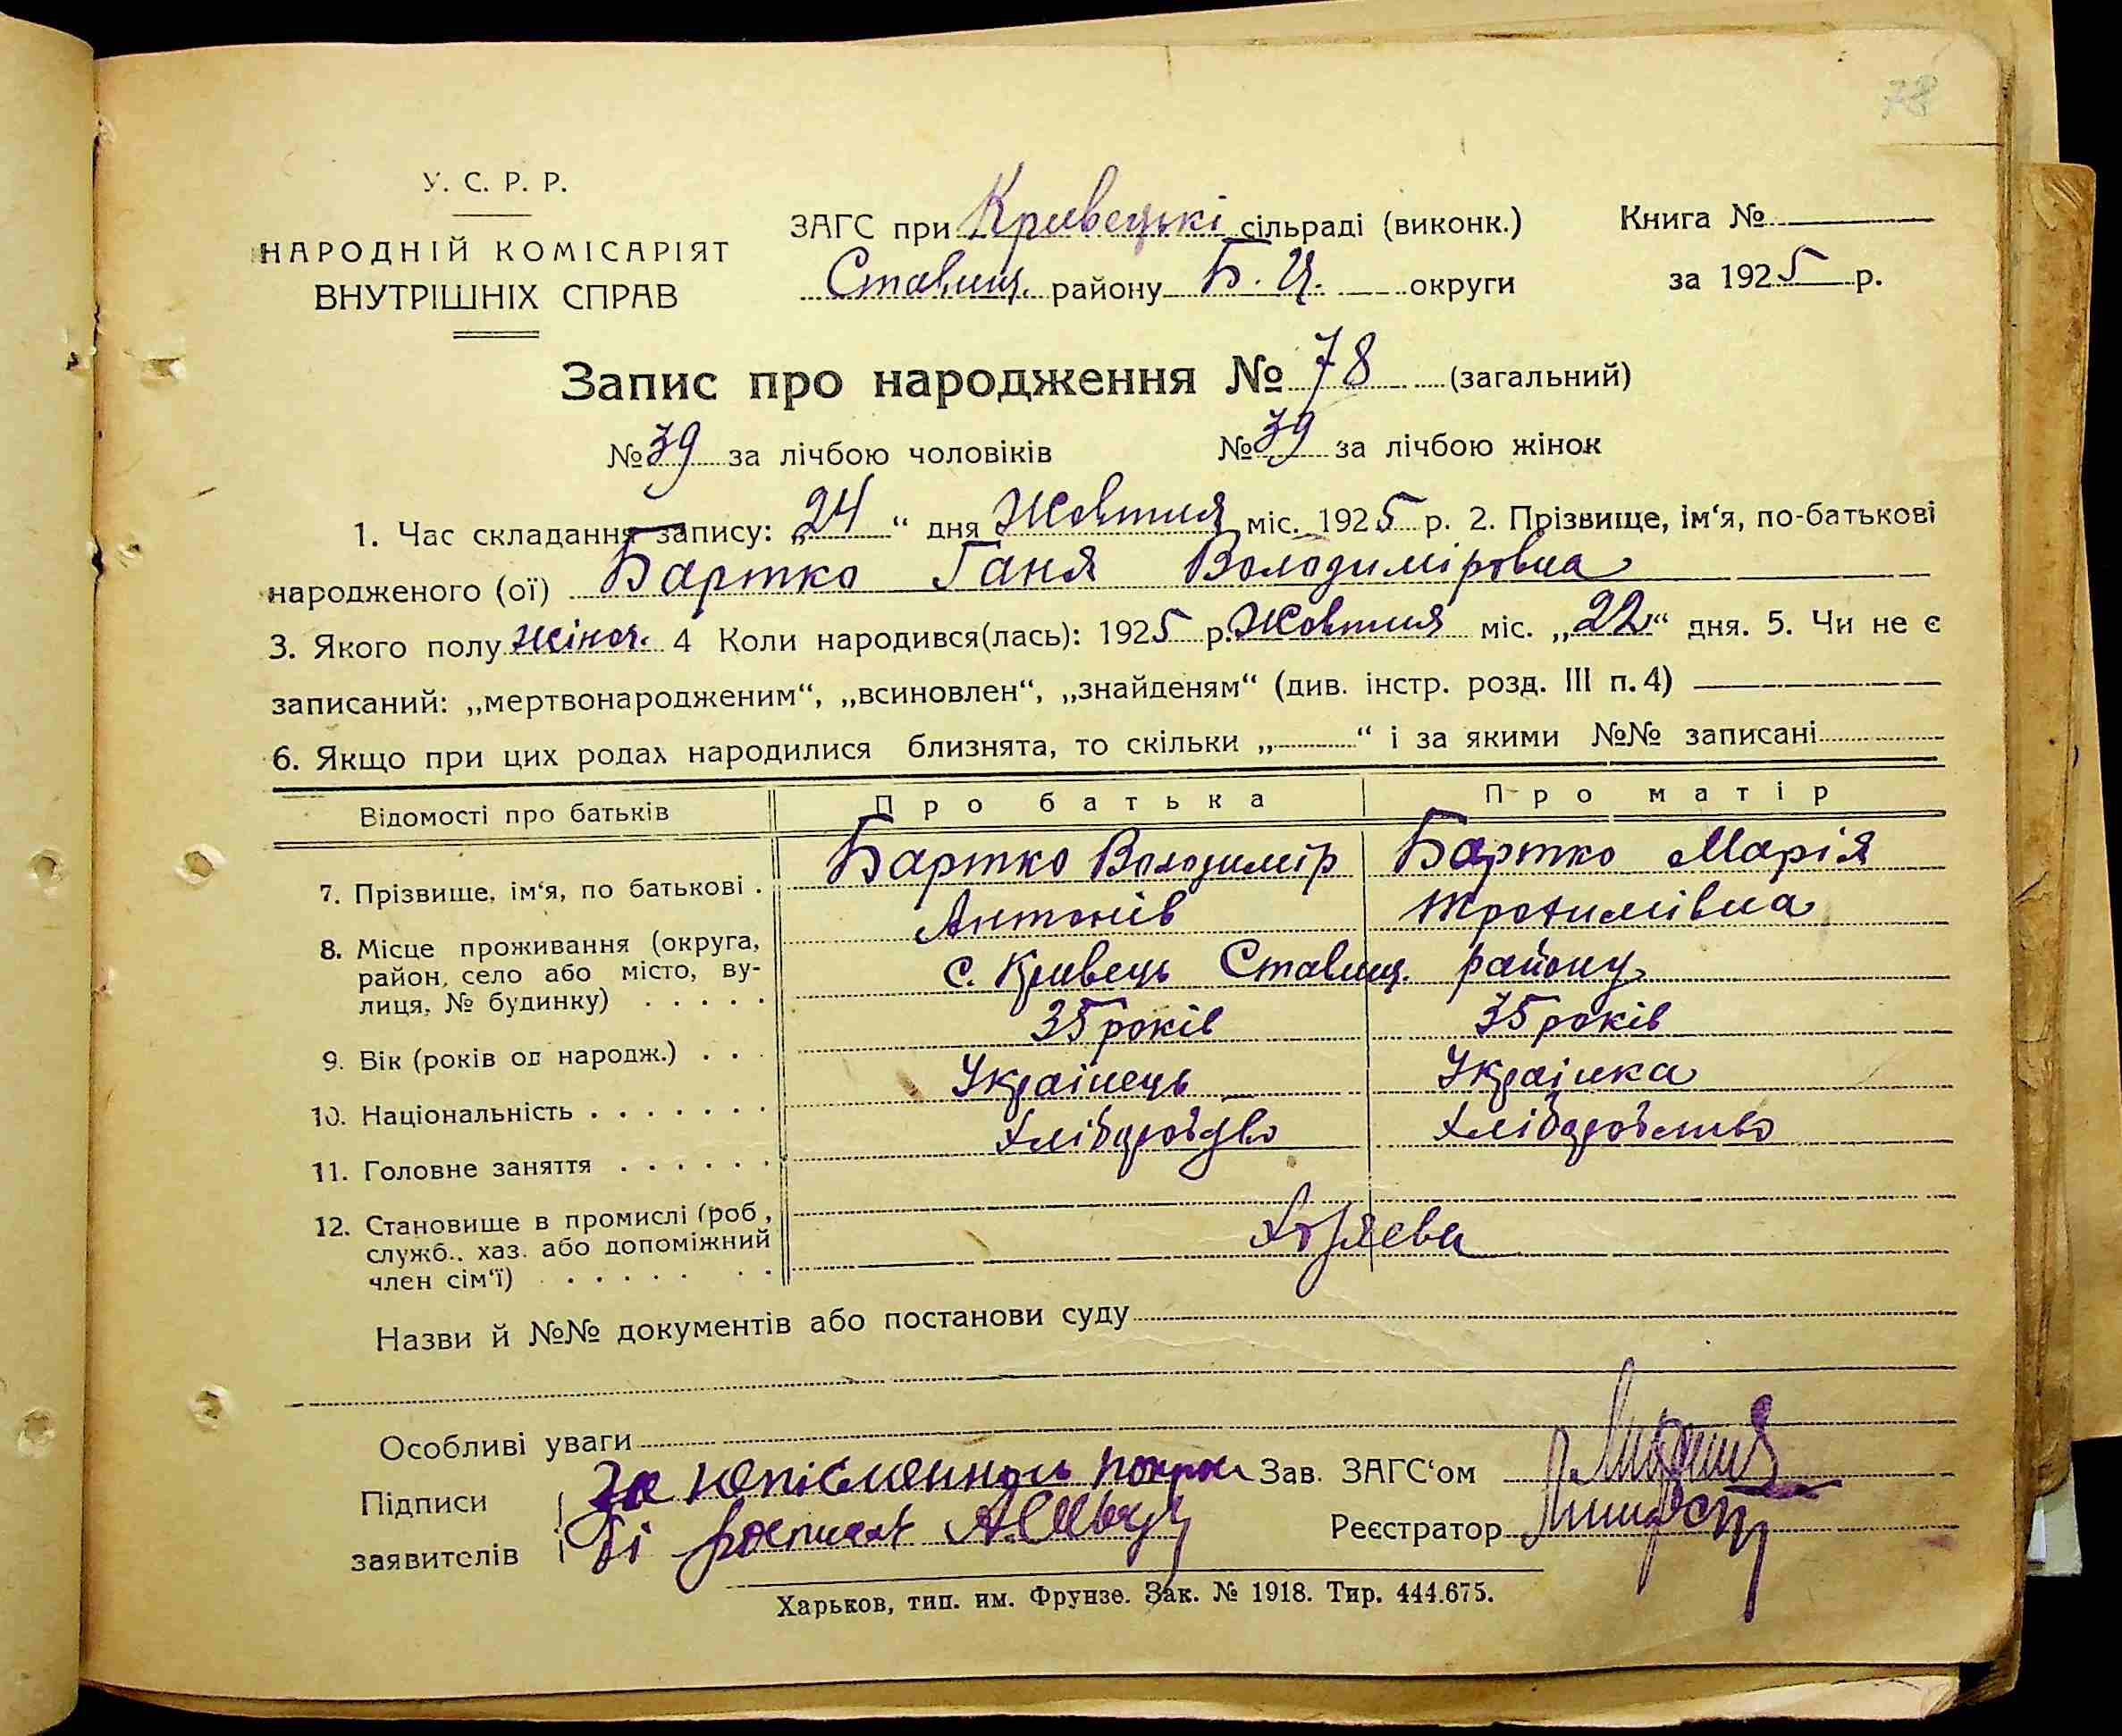 78
У. С. Р. Р.
НАРОДНІЙ КОМІСАРІЯТ
ВНУТРІШНІХ СПРАВ
ЗАГС при Кривецькі сільраді (виконк.)
Ставищ. району Б. Ц. округи
Книга №
за 1925 р.
Запис про народження № 78 (загальний)
№ 39 за лічбою чоловіків № 39 за лічбою жінок
1. Час складання запису: „24“ дня Жовтня міс. 1925 р. 2. Прізвище, ім‘я, по-батькові
народженого (ої) Бартко Ганя Володиміровна
3. Якого полу жіноч. 4 Коли народився(лась): 1925 р. Жовтня міс. „22“ дня. 5. Чи не є
записаний: „мертвонародженим“, „всиновлен“, „знайденям“ (див. інстр. розд. III п. 4)
6. Якщо при цих родах народилися близнята, то скільки „ “ і за якими №№ записані
Відомості про батьків Про батька Про матір
7. Прізвище, ім‘я, по батькові . Бартко Володимір Бартко Марія
Антонів Трохимівна
8. Місце проживання (округа,
район, село або місто, ву-
лиця, № будинку) . . . . . с. Кривець Ставищ. району
9. Вік (років од народж.) . . . 35 років 35 років
10. Національність . . . . . . . Українець Українка
11. Головне заняття . . . . . . Хліборобство
12. Становище в промислі (роб,
служб., хаз. або допоміжний
член сім‘ї) . . . . . . .
Назви й №№ документів або постанови суду
Особливі уваги
Підписи
заявителів
За
її
Зав. ЗАГС‘ом
Реєстратор
Харьков, тип. им. Фрунзе. Зак. № 1918. Тир. 444.675.